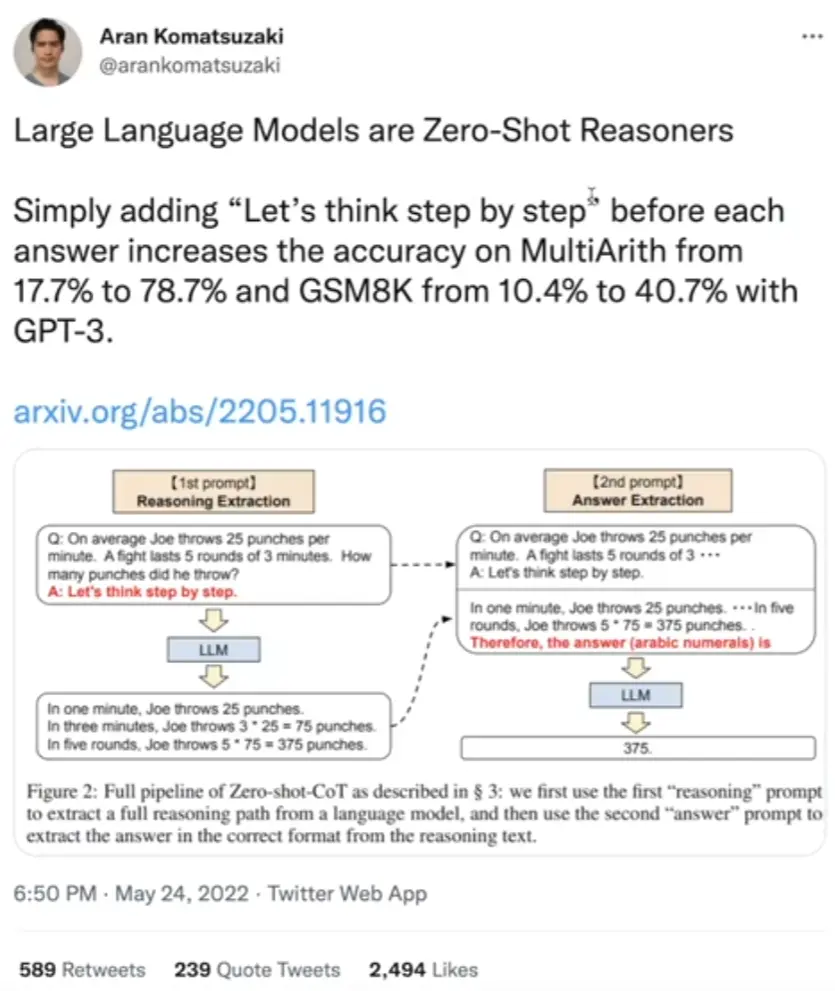 Aran Komatsuzaki
@arankomatsuzaki
Large Language Models are Zero-Shot Reasoners
Simply adding “Let’s think step by step” before each
answer increases the accuracy on MultiArith from
17.7% to 78.7% and GSM8K from 10.4% to 40.7% with
GPT-3.
arxiv.org/abs/2205.11916
【1st prompt】
Reasoning Extraction
Q: On average Joe throws 25 punches per
minute. A fight lasts 5 rounds of 3 minutes. How
many punches did he throw?
A: Let's think step by step.
LLM
In one minute, Joe throws 25 punches.
In three minutes, Joe throws 3 * 25 = 75 punches.
In five rounds, Joe throws 5 * 75 = 375 punches.
【2nd prompt】
Answer Extraction
Q: On average Joe throws 25 punches per
minute. A fight lasts 5 rounds of 3 ···
A: Let's think step by step.
In one minute, Joe throws 25 punches. ···In five
rounds, Joe throws 5 * 75 = 375 punches. .
Therefore, the answer (arabic numerals) is
LLM
375.
Figure 2: Full pipeline of Zero-shot-CoT as described in § 3: we first use the first “reasoning” prompt
to extract a full reasoning path from a language model, and then use the second “answer” prompt to
extract the answer in the correct format from the reasoning text.
6:50 PM · May 24, 2022 · Twitter Web App
589 Retweets 239 Quote Tweets 2,494 Likes